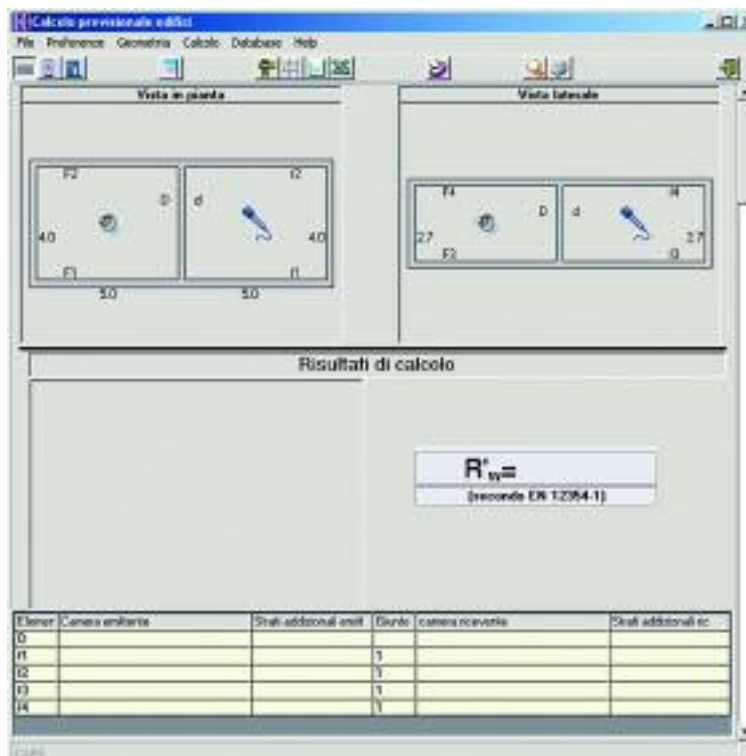 Calcolo previsionale edifici
File Preferenze Geometria Calcolo Database Help
Vista in pianta
Vista laterale
F2 f2
D d
4.0 4.0
F1 f1
5.0 5.0
F4 f4
D d
2.7 2.7
F3 f3
Risultati di calcolo
R'w=
(secondo EN 12354-1)
Elemen Camera emittente Strati addizionali emitt Giunto camera ricevente Strati addizionali ric
D
f1 1
f2 1
f3 1
f4 1